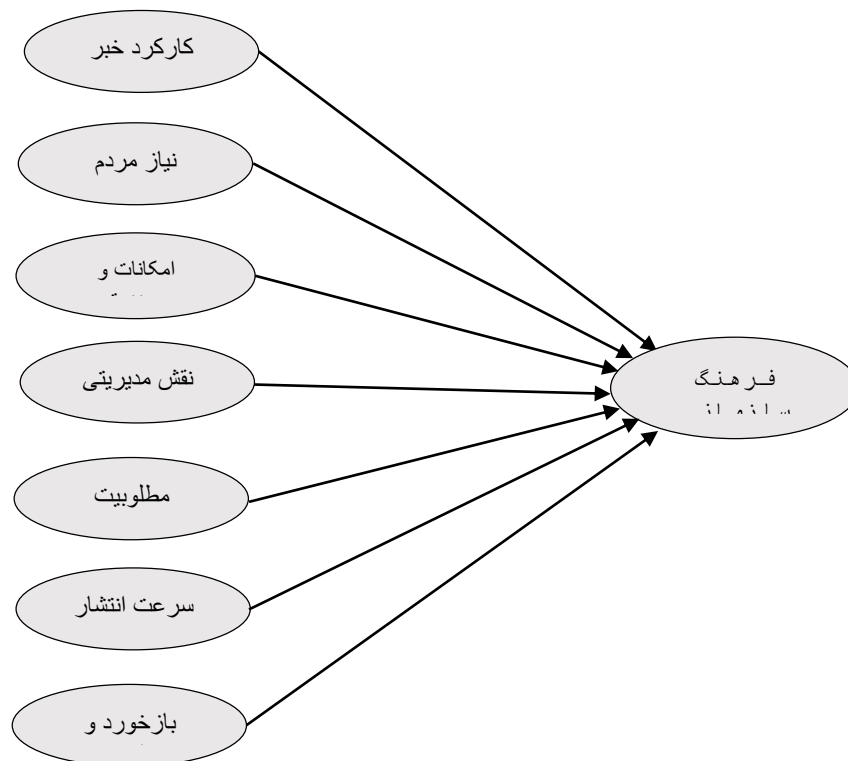 کارکرد خبر
نیاز مردم
امکانات و
نقش مدیریتی
فرهنگ
مطلوبیت
سرعت انتشار
بازخورد و